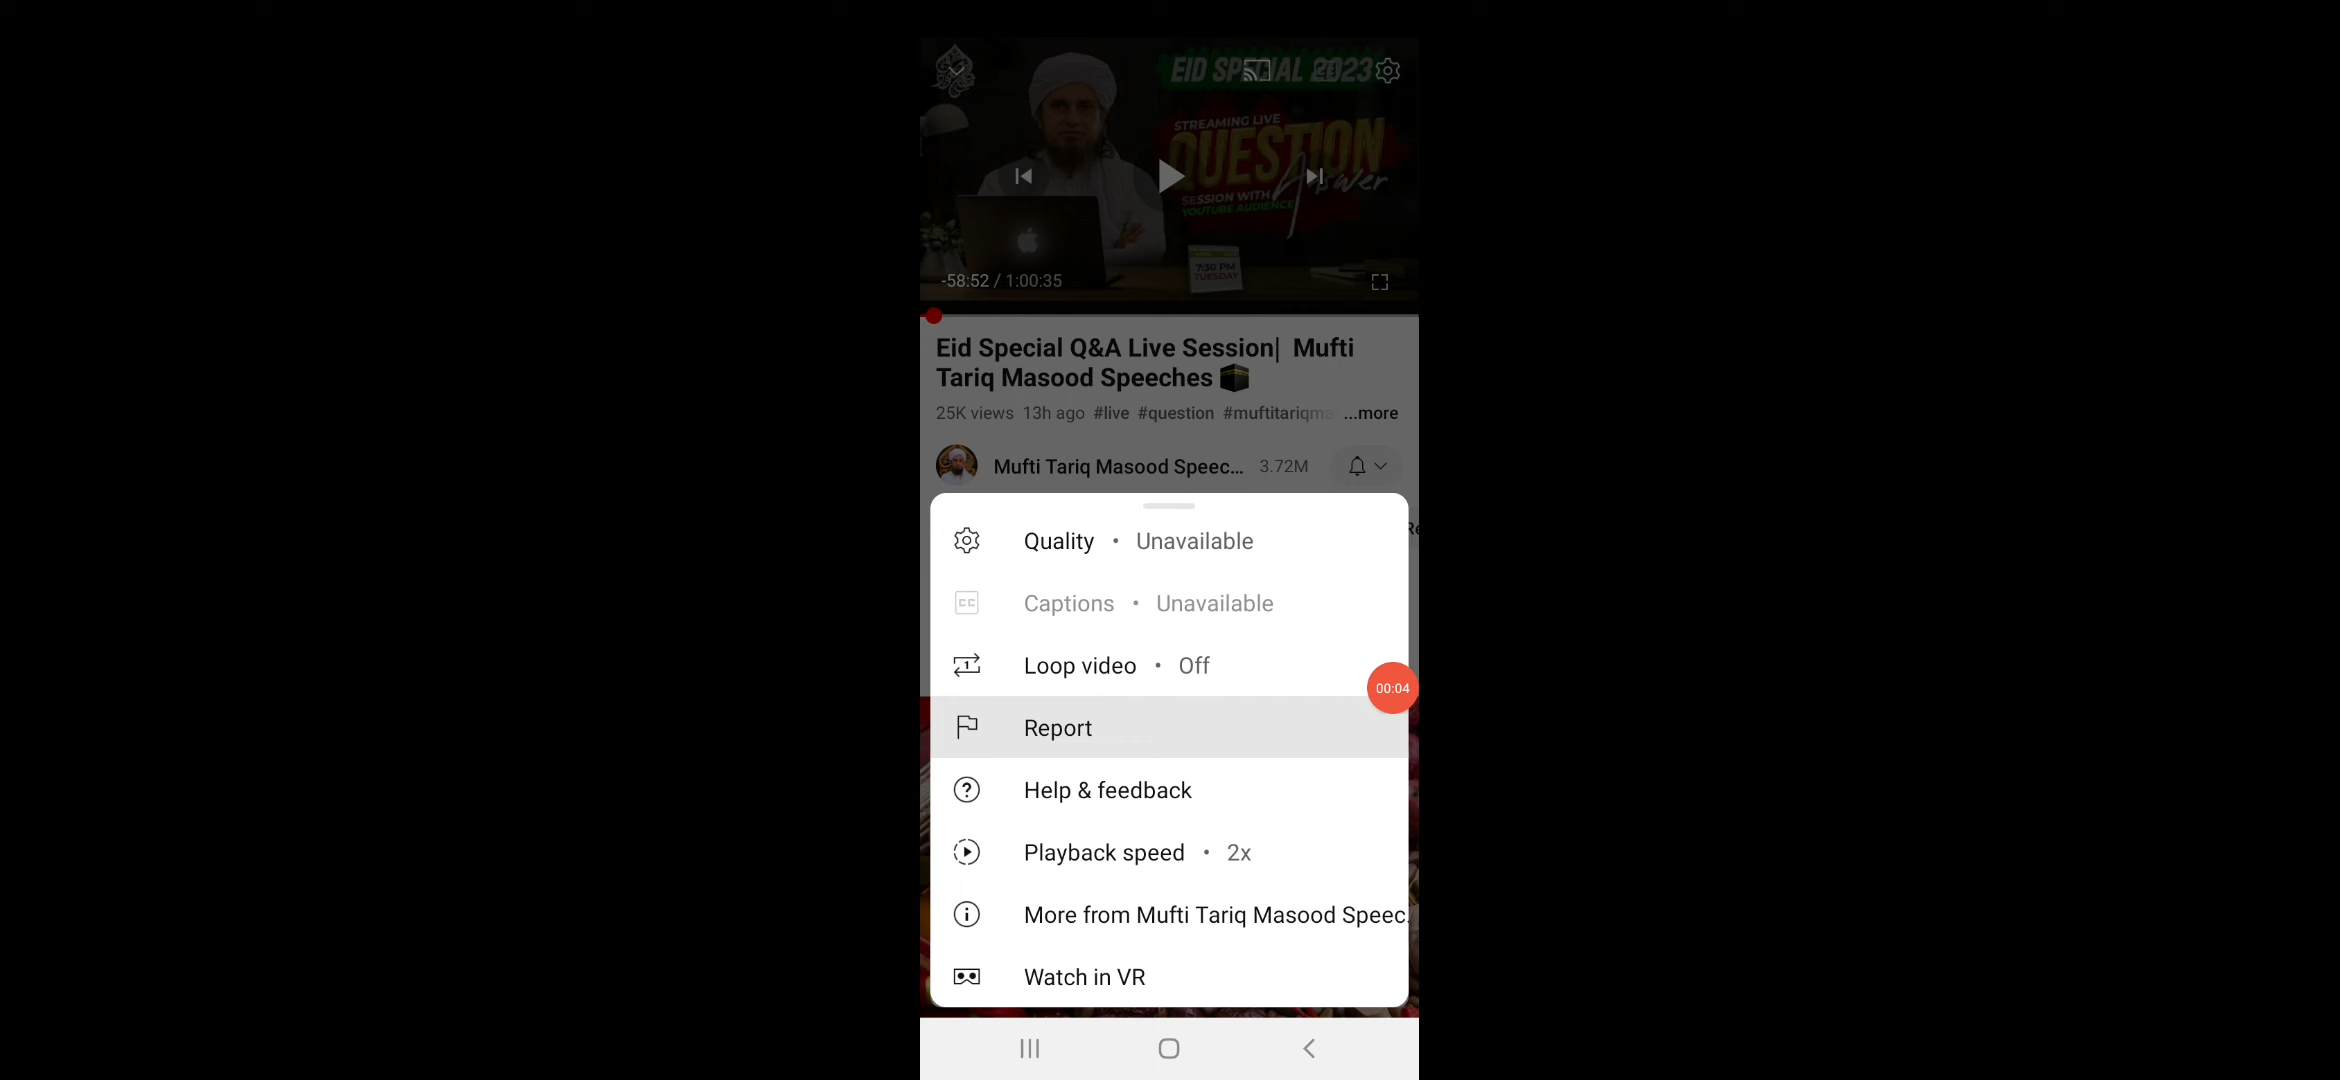 EID SPECIAL 2023
STREAMING LIVE
QUESTION
Answer
SESSION WITH
YOUTUBE AUDIENCE
7:30 PM
TUESDAY
-58:52 / 1:00:35
Eid Special Q&A Live Session| Mufti
Tariq Masood Speeches 🕋
25K views 13h ago #live #question #muftitariqma ...more
Mufti Tariq Masood Speec... 3.72M
Quality • Unavailable
CC Captions • Unavailable
1 Loop video • Off
00:04
Report
Help & feedback
Playback speed • 2x
More from Mufti Tariq Masood Speec.
Watch in VR